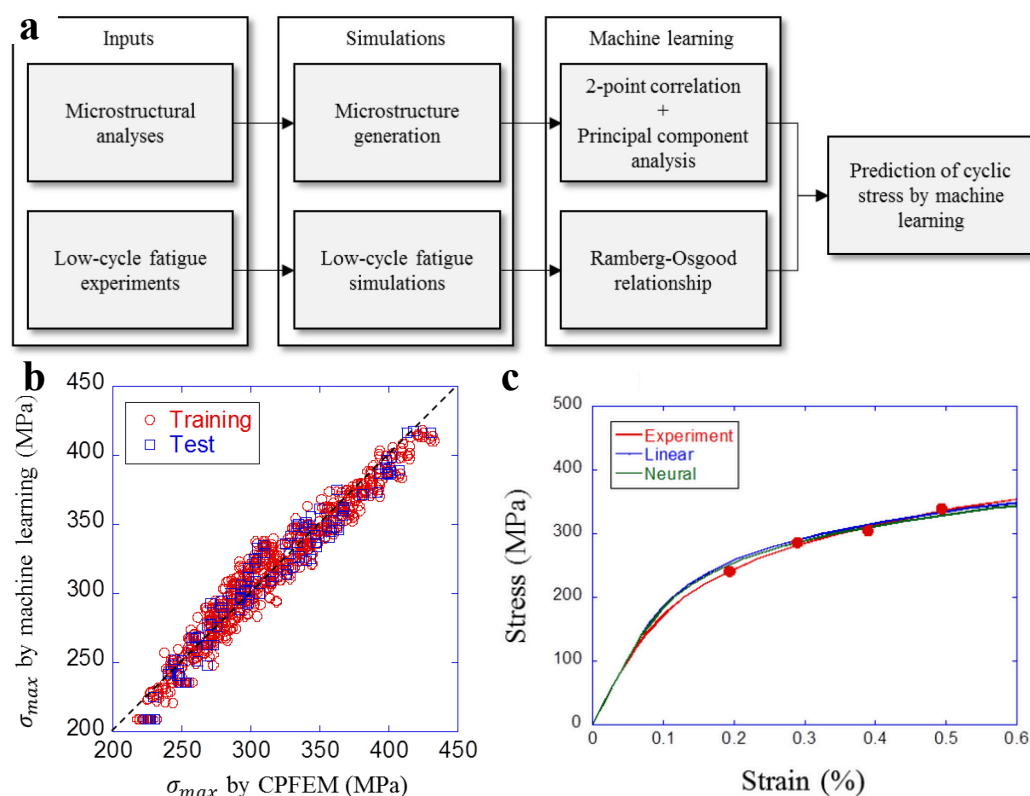 a
Inputs
Simulations
Machine learning
Microstructural
analyses
Microstructure
generation
2-point correlation
+
Principal component
analysis
Prediction of cyclic
stress by machine
learning
Low-cycle fatigue
experiments
Low-cycle fatigue
simulations
Ramberg-Osgood
relationship
b
450
400
350
300
250
200
Training
Test
200
250
300
350
400
450
σmax by machine learning (MPa)
σmax by CPFEM (MPa)
c
500
400
300
200
100
0
Experiment
Linear
Neural
0
0.1
0.2
0.3
0.4
0.5
0.6
Stress (MPa)
Strain (%)